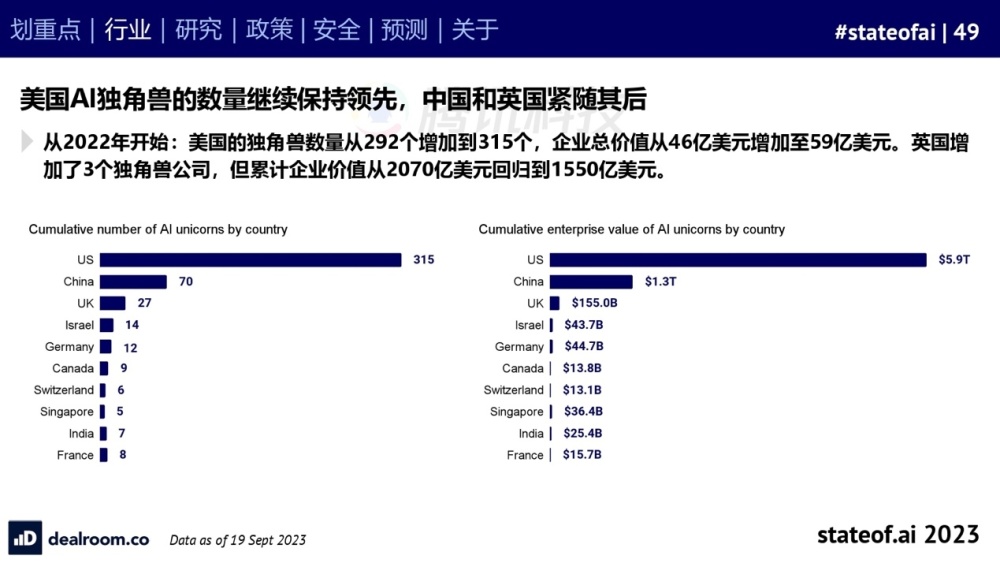 划重点 | 行业 | 研究 | 政策 | 安全 | 预测 | 关于
#stateofai | 49
美国AI独角兽的数量继续保持领先，中国和英国紧随其后
从2022年开始：美国的独角兽数量从292个增加到315个，企业总价值从46亿美元增加至59亿美元。英国增
加了3个独角兽公司，但累计企业价值从2070亿美元回归到1550亿美元。
腾讯科技
Cumulative number of AI unicorns by country
US 315
China 70
UK 27
Israel 14
Germany 12
Canada 9
Switzerland 6
Singapore 5
India 7
France 8
Cumulative enterprise value of AI unicorns by country
US $5.9T
China $1.3T
UK $155.0B
Israel $43.7B
Germany $44.7B
Canada $13.8B
Switzerland $13.1B
Singapore $36.4B
India $25.4B
France $15.7B
dealroom.co
Data as of 19 Sept 2023
stateof.ai 2023